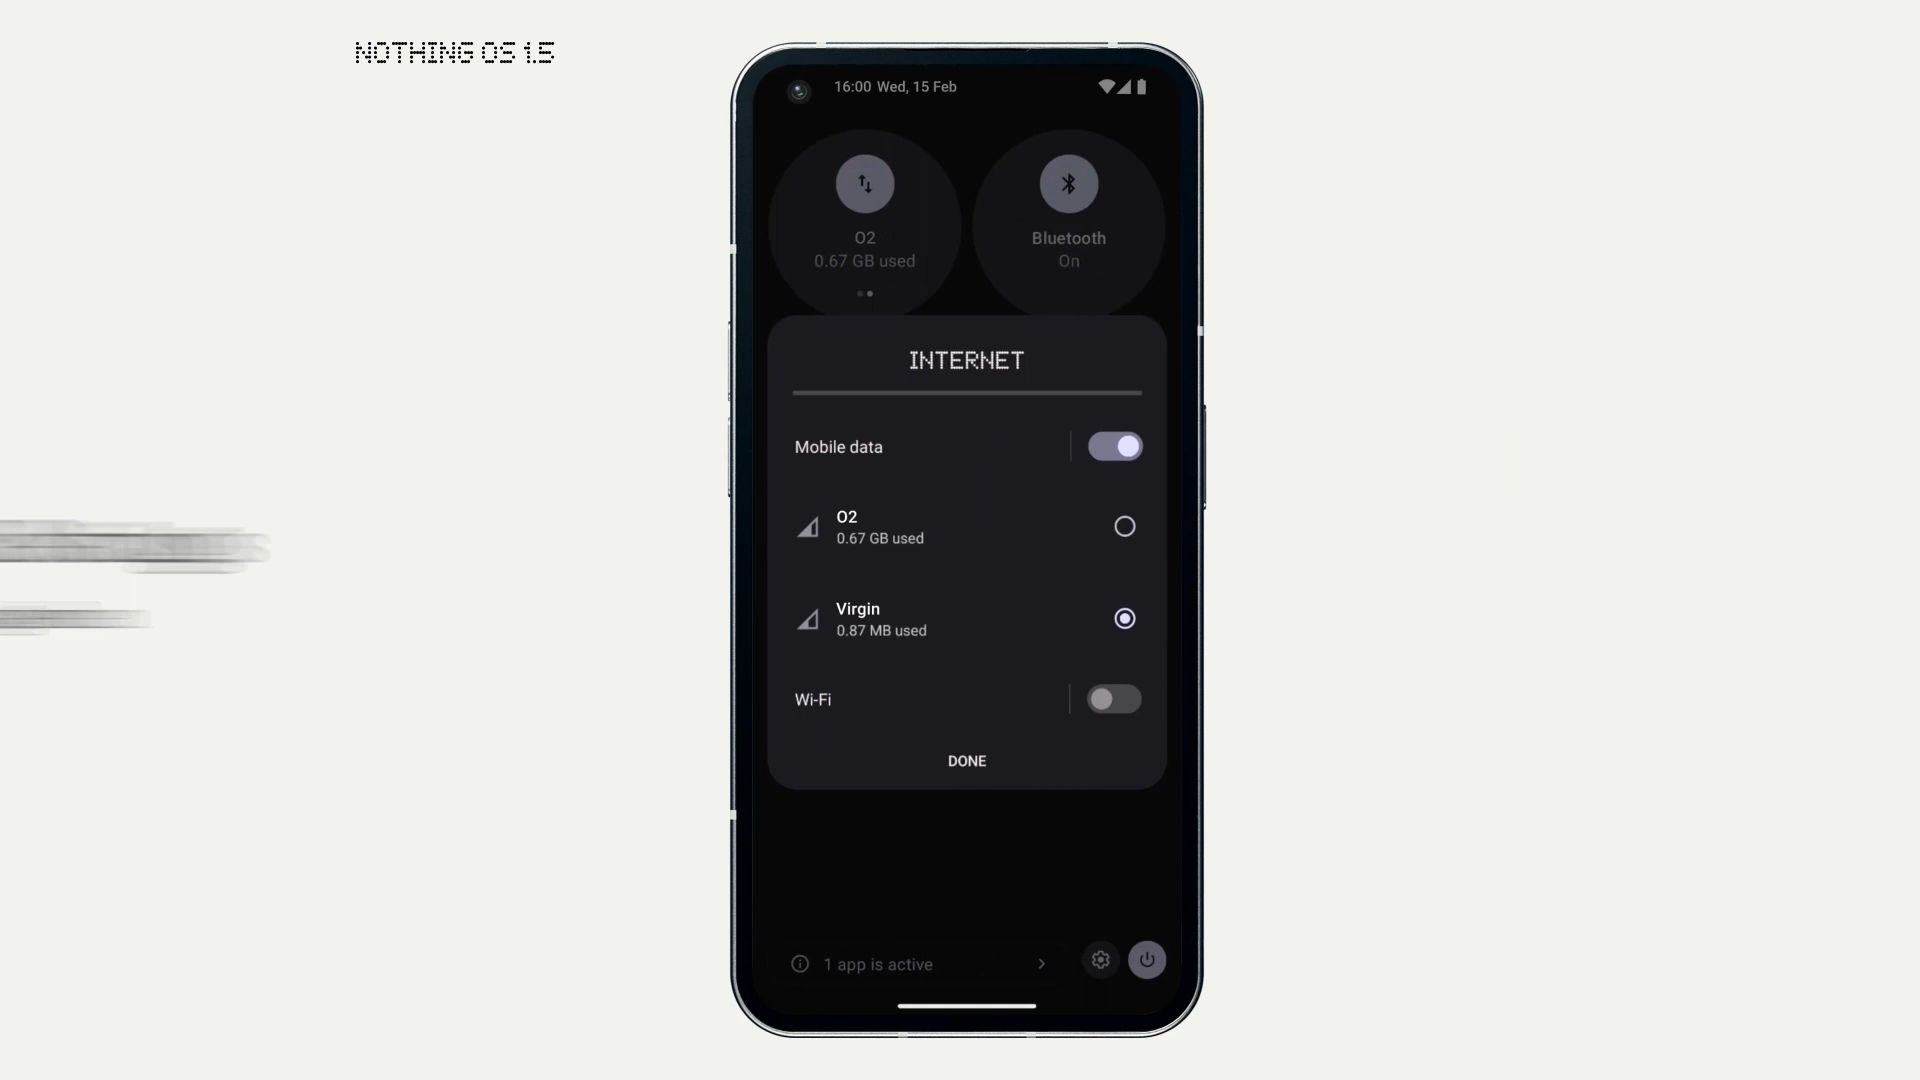 NOTHING OS 1.5
16:00 Wed, 15 Feb
O2
0.67 GB used
Bluetooth
On
INTERNET
Mobile data
O2
0.67 GB used
Virgin
0.87 MB used
Wi-Fi
DONE
1 app is active